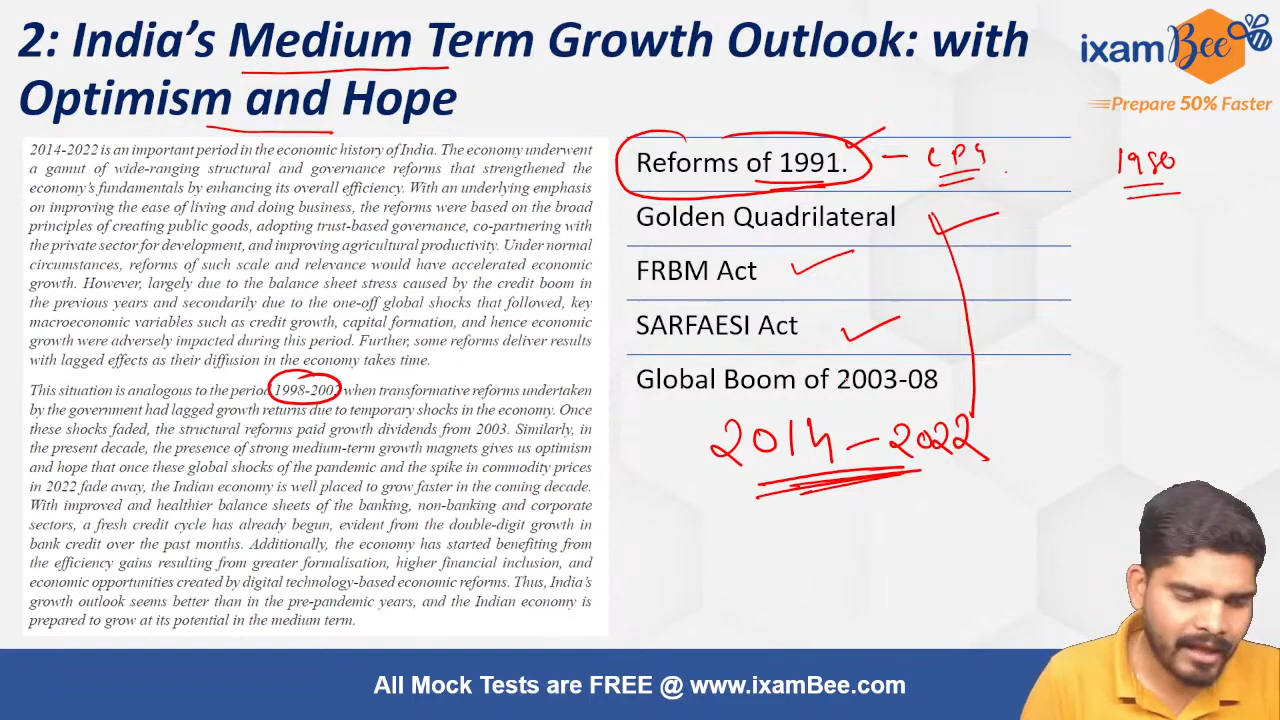 2: India's Medium Term Growth Outlook: with
Optimism and Hope
ixamBee
Prepare 50% Faster
2014-2022 is an important period in the economic history of India. The economy underwent
a gamut of wide-ranging structural and governance reforms that strengthened the
economy's fundamentals by enhancing its overall efficiency. With an underlying emphasis
on improving the ease of living and doing business, the reforms were based on the broad
principles of creating public goods, adopting trust-based governance, co-partnering with
the private sector for development, and improving agricultural productivity. Under normal
circumstances, reforms of such scale and relevance would have accelerated economic
growth. However, largely due to the balance sheet stress caused by the credit boom in
the previous years and secondarily due to the one-off global shocks that followed, key
macroeconomic variables such as credit growth, capital formation, and hence economic
growth were adversely impacted during this period. Further, some reforms deliver results
with lagged effects as their diffusion in the economy takes time.
This situation is analogous to the period 1998-2002 when transformative reforms undertaken
by the government had lagged growth returns due to temporary shocks in the economy. Once
these shocks faded, the structural reforms paid growth dividends from 2003. Similarly, in
the present decade, the presence of strong medium-term growth magnets gives us optimism
and hope that once these global shocks of the pandemic and the spike in commodity prices
in 2022 fade away, the Indian economy is well placed to grow faster in the coming decade.
With improved and healthier balance sheets of the banking, non-banking and corporate
sectors, a fresh credit cycle has already begun, evident from the double-digit growth in
bank credit over the past months. Additionally, the economy has started benefiting from
the efficiency gains resulting from greater formalisation, higher financial inclusion, and
economic opportunities created by digital technology-based economic reforms. Thus, India's
growth outlook seems better than in the pre-pandemic years, and the Indian economy is
prepared to grow at its potential in the medium term.
Reforms of 1991. – 1980
Golden Quadrilateral
FRBM Act
SARFAESI Act
Global Boom of 2003-08
2014-2022
All Mock Tests are FREE @ www.ixamBee.com